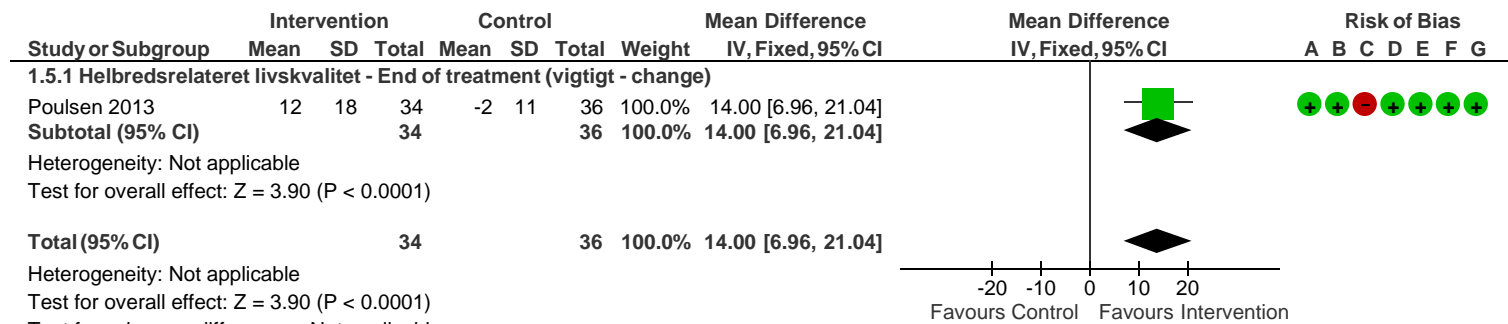 Intervention Control Mean Difference Mean Difference Risk of Bias
Study or Subgroup Mean SD Total Mean SD Total Weight IV, Fixed, 95% CI IV, Fixed, 95% CI A B C D E F G
1.5.1 Helbredsrelateret livskvalitet - End of treatment (vigtigt - change)
Poulsen 2013 12 18 34 -2 11 36 100.0% 14.00 [6.96, 21.04] + + - + + + +
Subtotal (95% CI) 34 36 100.0% 14.00 [6.96, 21.04]
Heterogeneity: Not applicable
Test for overall effect: Z = 3.90 (P < 0.0001)
Total (95% CI) 34 36 100.0% 14.00 [6.96, 21.04]
Heterogeneity: Not applicable
Test for overall effect: Z = 3.90 (P < 0.0001)
-20 -10 0 10 20
Favours Control Favours Intervention